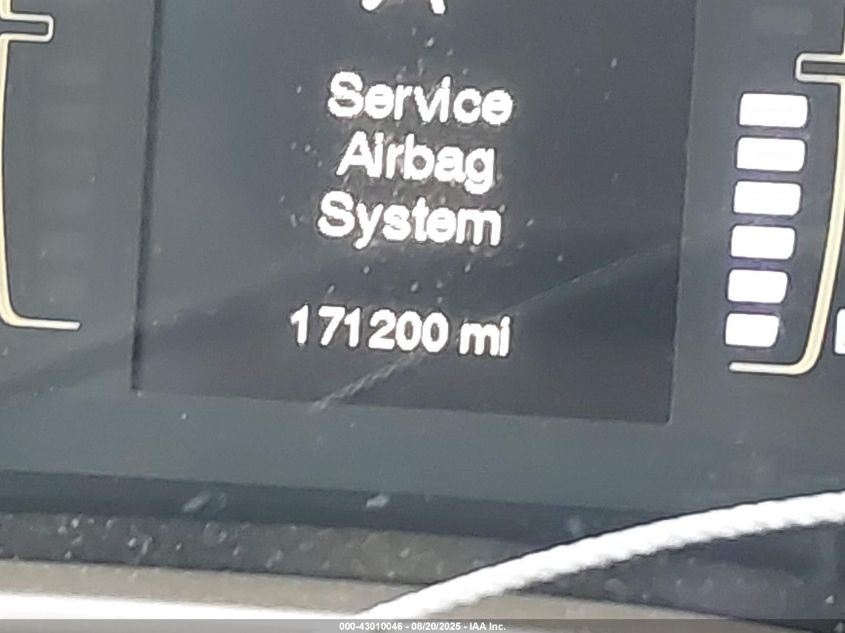 Service
Airbag
System
171200 mi
000-43010046 - 08/20/2025 - IAA Inc.